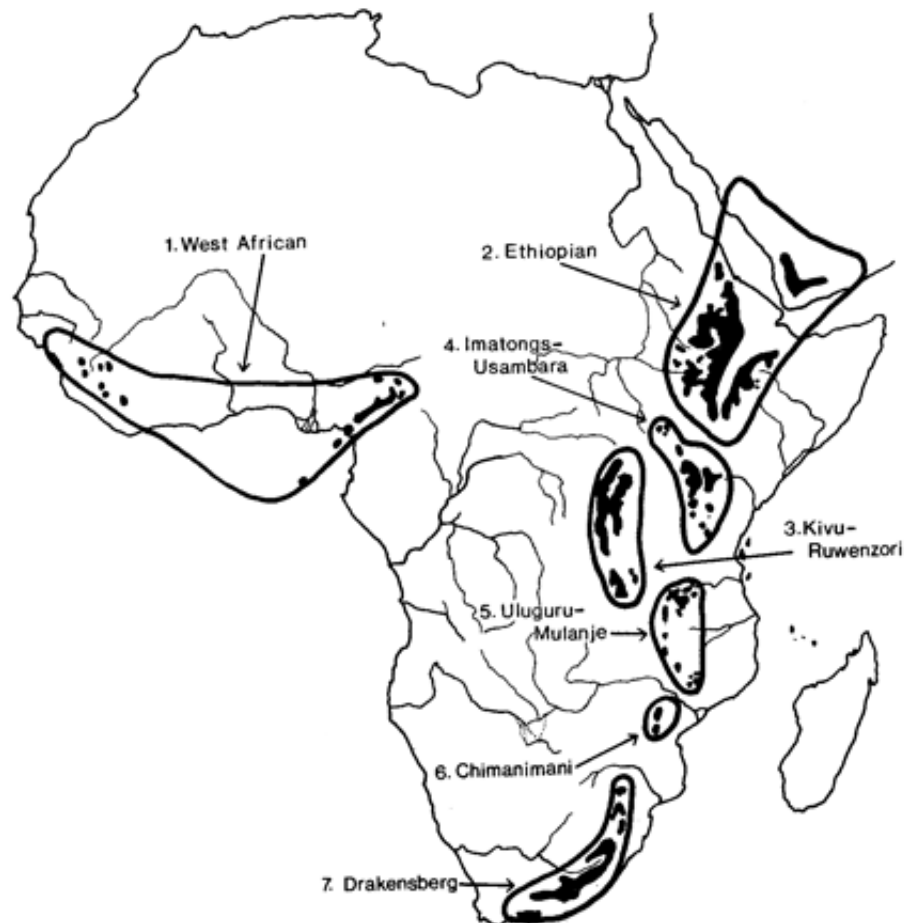 1. West African
2. Ethiopian
4. Imatongs-
Usambara
3. Kivu-
Ruwenzori
5. Uluguru-
Mulanje
6. Chimanimani
7. Drakensberg